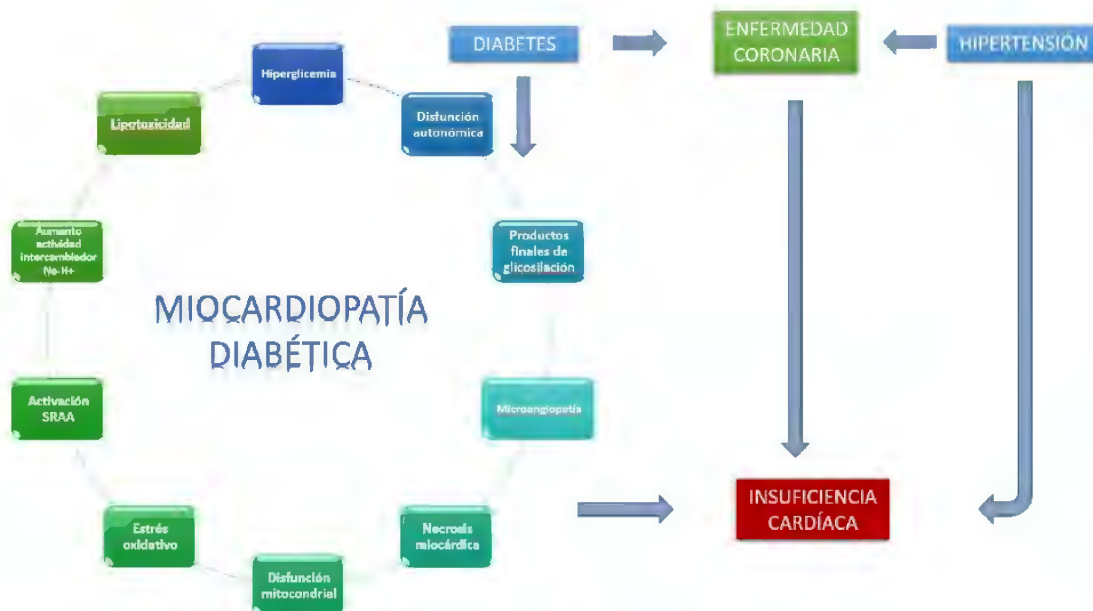 DIABETES
ENFERMEDAD
CORONARIA
HIPERTENSIÓN
Hiperglicemia
Disfunción
autonómica
Productos
finales de
glicosilación
Microangiopatía
Necrosis
miocárdica
Disfunción
mitocondrial
Estrés
oxidativo
Activación
SRAA
Aumento
actividad
intercambiador
Na-H+
Lipotoxicidad
MIOCARDIOPATÍA
DIABÉTICA
INSUFICIENCIA
CARDÍACA